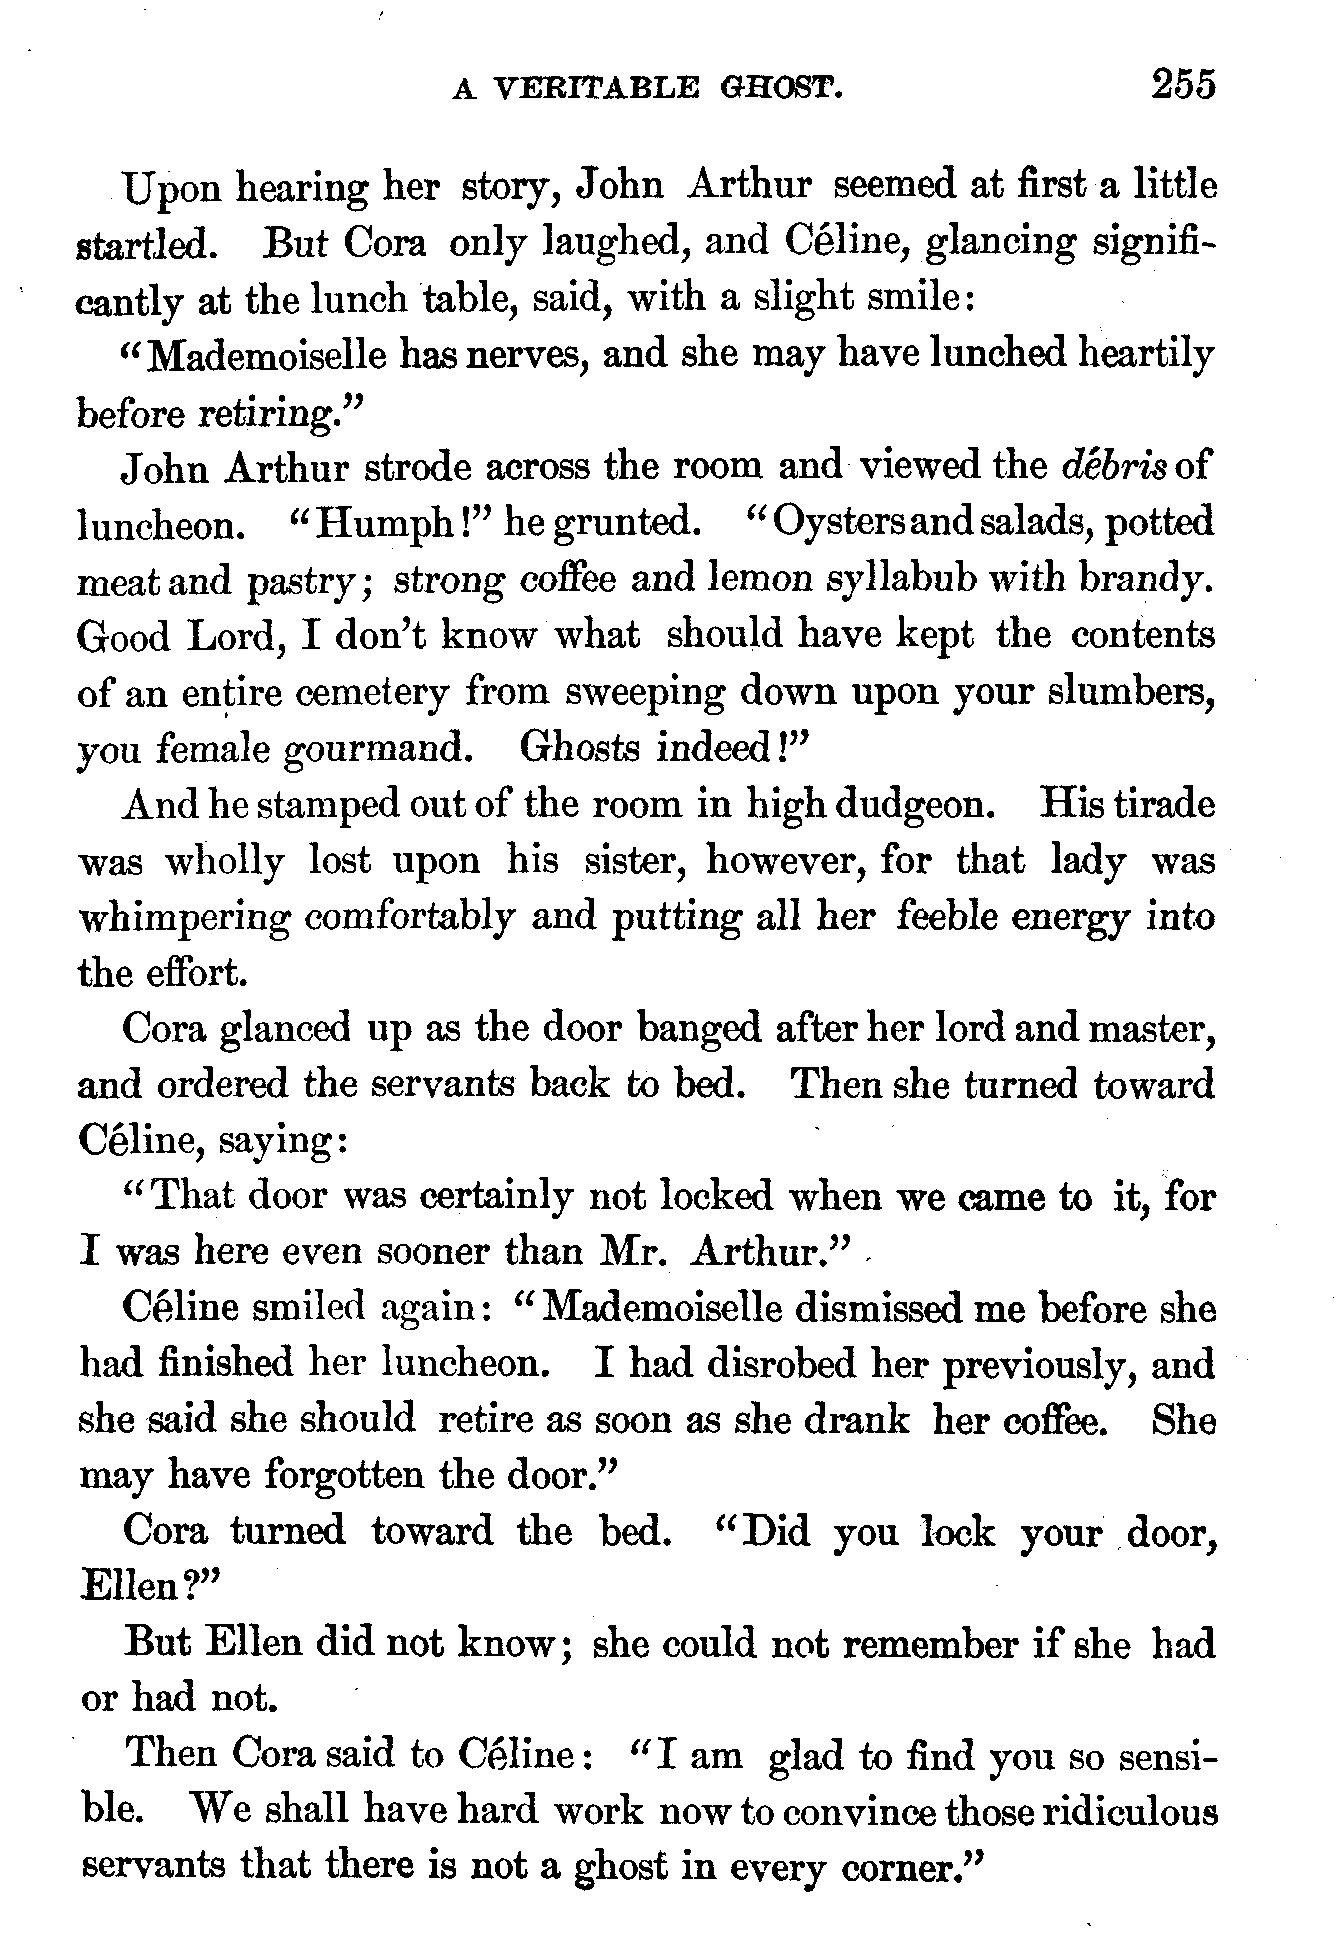 A VERITABLE GHOST. 255
Upon hearing her story, John Arthur seemed at first a little
startled. But Cora only laughed, and Céline, glancing signifi-
cantly at the lunch table, said, with a slight smile:
"Mademoiselle has nerves, and she may have lunched heartily
before retiring."
John Arthur strode across the room and viewed the débris of
luncheon. "Humph!" he grunted. "Oysters and salads, potted
meat and pastry; strong coffee and lemon syllabub with brandy.
Good Lord, I don't know what should have kept the contents
of an entire cemetery from sweeping down upon your slumbers,
you female gourmand. Ghosts indeed!"
And he stamped out of the room in high dudgeon. His tirade
was wholly lost upon his sister, however, for that lady was
whimpering comfortably and putting all her feeble energy into
the effort.
Cora glanced up as the door banged after her lord and master,
and ordered the servants back to bed. Then she turned toward
Céline, saying:
"That door was certainly not locked when we came to it, for
I was here even sooner than Mr. Arthur."
Céline smiled again: "Mademoiselle dismissed me before she
had finished her luncheon. I had disrobed her previously, and
she said she should retire as soon as she drank her coffee. She
may have forgotten the door."
Cora turned toward the bed. "Did you lock your door,
Ellen?"
But Ellen did not know; she could not remember if she had
or had not.
Then Cora said to Céline: "I am glad to find you so sensi-
ble. We shall have hard work now to convince those ridiculous
servants that there is not a ghost in every corner."